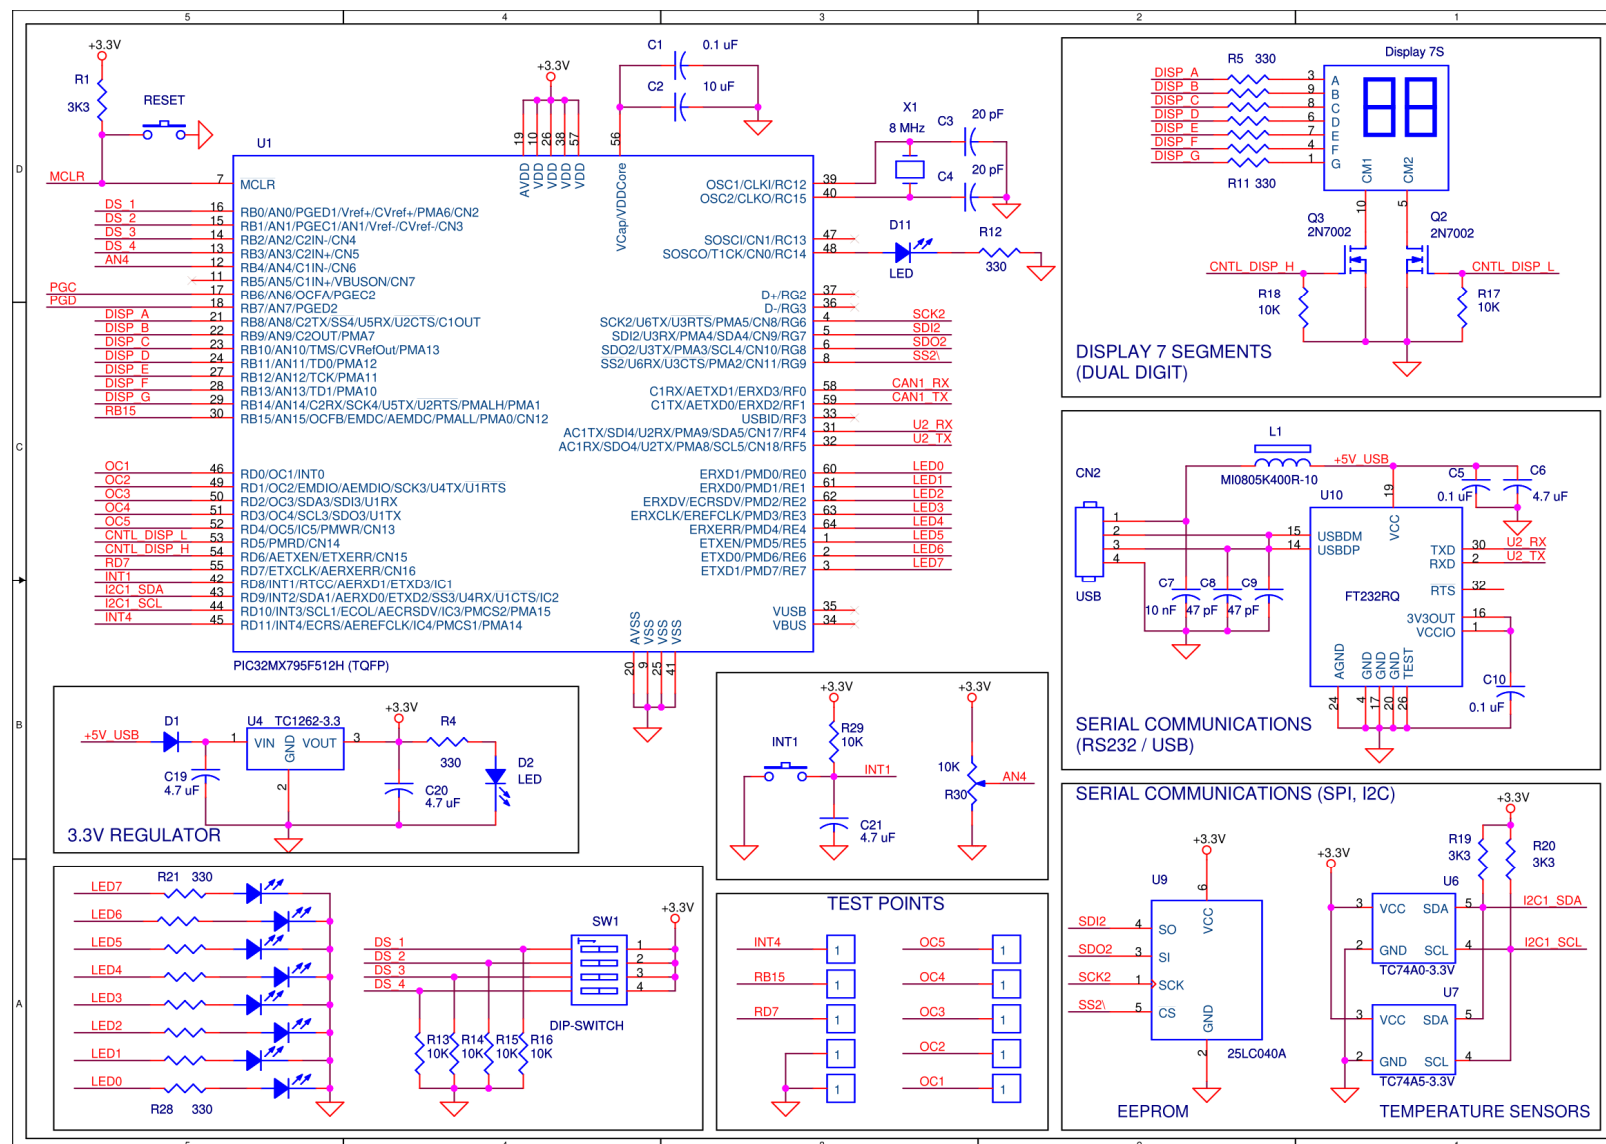 5 4 3 2 1
D
C
B
A
+3.3V
R1
3K3
RESET
MCLR
U1
7 MCLR
DS_1 16 RB0/AN0/PGED1/Vref+/CVref+/PMA6/CN2
DS_2 15 RB1/AN1/PGEC1/AN1/Vref-/CVref-/CN3
DS_3 14 RB2/AN2/C2IN-/CN4
DS_4 13 RB3/AN3/C2IN+/CN5
AN4 12 RB4/AN4/C1IN-/CN6
11 RB5/AN5/C1IN+/VBUSON/CN7
PGC 17 RB6/AN6/OCFA/PGEC2
PGD 18 RB7/AN7/PGED2
DISP_A 21 RB8/AN8/C2TX/SS4/U5RX/U2CTS/C1OUT
DISP_B 22 RB9/AN9/C2OUT/PMA7
DISP_C 23 RB10/AN10/TMS/CVRefOut/PMA13
DISP_D 24 RB11/AN11/TD0/PMA12
DISP_E 27 RB12/AN12/TCK/PMA11
DISP_F 28 RB13/AN13/TD1/PMA10
DISP_G 29 RB14/AN14/C2RX/SCK4/U5TX/U2RTS/PMALH/PMA1
RB15 30 RB15/AN15/OCFB/EMDC/AEMDC/PMALL/PMA0/CN12
OC1 46 RD0/OC1/INT0
OC2 49 RD1/OC2/EMDIO/AEMDIO/SCK3/U4TX/U1RTS
OC3 50 RD2/OC3/SDA3/SDI3/U1RX
OC4 51 RD3/OC4/SCL3/SDO3/U1TX
OC5 52 RD4/OC5/IC5/PMWR/CN13
CNTL_DISP_L 53 RD5/PMRD/CN14
CNTL_DISP_H 54 RD6/AETXEN/ETXERR/CN15
RD7 55 RD7/ETXCLK/AERXERR/CN16
INT1 42 RD8/INT1/RTCC/AERXD1/ETXD3/IC1
I2C1_SDA 43 RD9/INT2/SDA1/AERXD0/ETXD2/SS3/U4RX/U1CTS/IC2
I2C1_SCL 44 RD10/INT3/SCL1/ECOL/AECRSDV/IC3/PMCS2/PMA15
INT4 45 RD11/INT4/ECRS/AEREFCLK/IC4/PMCS1/PMA14
PIC32MX795F512H (TQFP)
+3.3V
19 10 26 38 57
AVDD VDD VDD VDD VDD
56
VCap/VDDCore
C1 0.1 uF
C2 10 uF
OSC1/CLKI/RC12 39
OSC2/CLKO/RC15 40
SOSCI/CN1/RC13 47
SOSCO/T1CK/CN0/RC14 48
D+/RG2 37
D-/RG3 36
SCK2/U6TX/U3RTS/PMA5/CN8/RG6 4 SCK2
SDI2/U3RX/PMA4/SDA4/CN9/RG7 5 SDI2
SDO2/U3TX/PMA3/SCL4/CN10/RG8 6 SDO2
SS2/U6RX/U3CTS/PMA2/CN11/RG9 8 SS2\
C1RX/AETXD1/ERXD3/RF0 58 CAN1_RX
C1TX/AETXD0/ERXD2/RF1 59 CAN1_TX
USBID/RF3 33
AC1TX/SDI4/U2RX/PMA9/SDA5/CN17/RF4 31 U2_RX
AC1RX/SDO4/U2TX/PMA8/SCL5/CN18/RF5 32 U2_TX
ERXD1/PMD0/RE0 60 LED0
ERXD0/PMD1/RE1 61 LED1
ERXDV/ECRSDV/PMD2/RE2 62 LED2
ERXCLK/EREFCLK/PMD3/RE3 63 LED3
ERXERR/PMD4/RE4 64 LED4
ETXEN/PMD5/RE5 1 LED5
ETXD0/PMD6/RE6 2 LED6
ETXD1/PMD7/RE7 3 LED7
VUSB 35
VBUS 34
AVSS VSS VSS VSS
20 9 25 41
X1
8 MHz
C3 20 pF
C4 20 pF
D11
LED
R12
330
Display 7S
R5 330
DISP_A 3 A
DISP_B 9 B
DISP_C 8 C
DISP_D 6 D
DISP_E 7 E
DISP_F 4 F
DISP_G 1 G
R11 330
CM1 CM2
10 5
Q3
2N7002
Q2
2N7002
CNTL_DISP_H
CNTL_DISP_L
R18
10K
R17
10K
DISPLAY 7 SEGMENTS
(DUAL DIGIT)
CN2
1
2
3
4
USB
L1
MI0805K400R-10
+5V_USB
C5
0.1 uF
C6
4.7 uF
U10
19
VCC
15 USBDM
14 USBDP
TXD 30 U2_RX
RXD 2 U2_TX
RTS 32
FT232RQ
3V3OUT 16
VCCIO 1
AGND GND GND GND TEST
24 4 17 20 26
C7
10 nF
C8
47 pF
C9
47 pF
C10
0.1 uF
SERIAL COMMUNICATIONS
(RS232 / USB)
+5V_USB
D1
U4 TC1262-3.3
1 VIN
GND
VOUT 3
2
C19
4.7 uF
+3.3V
R4
330
C20
4.7 uF
D2
LED
3.3V REGULATOR
+3.3V
R29
10K
INT1
INT1
C21
4.7 uF
+3.3V
10K
R30
AN4
R21 330
LED7
LED6
LED5
LED4
LED3
LED2
LED1
LED0
R28 330
+3.3V
SW1
DS_1 1
DS_2 2
DS_3 3
DS_4 4
DIP-SWITCH
R13 10K
R14 10K
R15 10K
R16 10K
TEST POINTS
INT4 1 OC5 1
RB15 1 OC4 1
RD7 1 OC3 1
1 OC2 1
1 OC1 1
SERIAL COMMUNICATIONS (SPI, I2C)
+3.3V
U9
6
VCC
SDI2 4 SO
SDO2 3 SI
SCK2 1 SCK
SS2\ 5 CS
GND
2
25LC040A
EEPROM
+3.3V
+3.3V
R19
3K3
R20
3K3
U6
3 VCC SDA 5 I2C1_SDA
2 GND SCL 4 I2C1_SCL
TC74A0-3.3V
U7
3 VCC SDA 5
2 GND SCL 4
TC74A5-3.3V
TEMPERATURE SENSORS